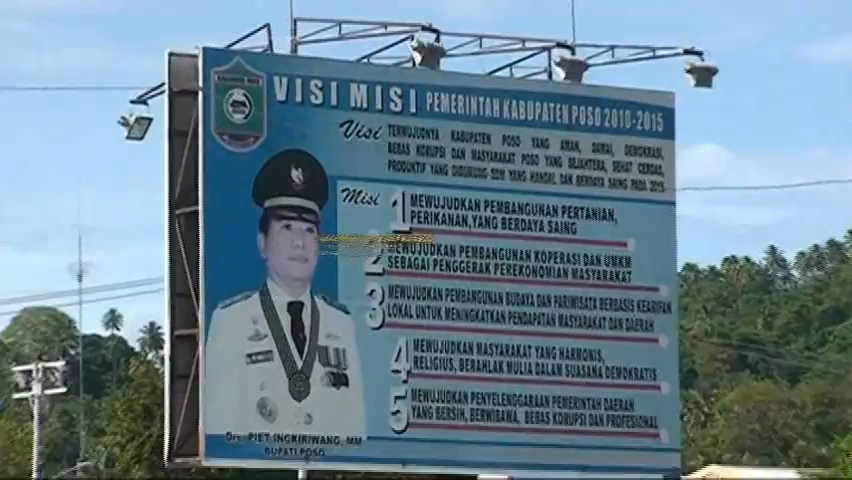 VISI MISI PEMERINTAH KABUPATEN POSO 2010-2015
Visi TERWUJUDNYA KABUPATEN POSO YANG AMAN, DAMAI, DEMOKRASI,
BEBAS KORUPSI DAN MASYARAKAT POSO YANG SEJAHTERA, SEHAT CERDAS,
PRODUKTIF YANG DIDUKUNG SDM YANG HANDAL DAN BERDAYA SAING PADA 2015
Misi
1 MEWUJUDKAN PEMBANGUNAN PERTANIAN,
PERIKANAN, YANG BERDAYA SAING
2 MEWUJUDKAN PEMBANGUNAN KOPERASI DAN UMKM
SEBAGAI PENGGERAK PEREKONOMIAN MASYARAKAT
3 MEWUJUDKAN PEMBANGUNAN BUDAYA DAN PARIWISATA BERBASIS KEARIFAN
LOKAL UNTUK MENINGKATKAN PENDAPATAN MASYARAKAT DAN DAERAH
4 MEWUJUDKAN MASYARAKAT YANG HARMONIS,
RELIGIUS, BERAHLAK MULIA DALAM SUASANA DEMOKRATIS
5 MEWUJUDKAN PENYELENGGARAAN PEMERINTAH DAERAH
YANG BERSIH, BERWIBAWA, BEBAS KORUPSI DAN PROFESIONAL
Drs. PIET INGKIRIWANG, MM
BUPATI POSO